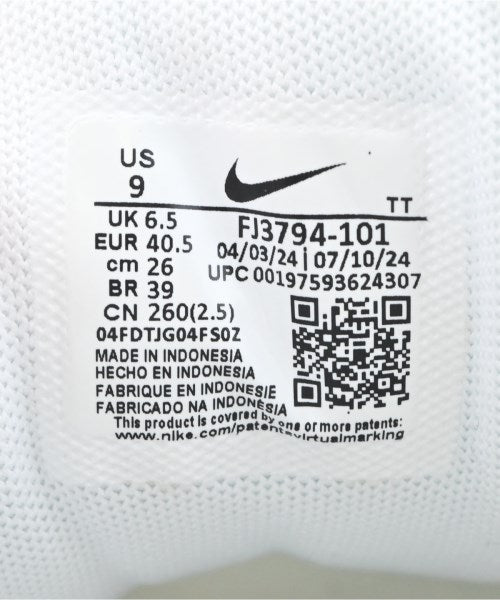 US
9
TT
UK 6.5
EUR 40.5
cm 26
BR 39
CN 260(2.5)
FJ3794-101
04/03/24 | 07/10/24
UPC 00197593624307
04FDTJG04FS0Z
MADE IN INDONESIA
HECHO EN INDONESIA
FABRIQUE EN INDONESIE
FABRICADO NA INDONÉSIA
This product is covered by one or more patents:
www.nike.com/patentsvirtualmarking